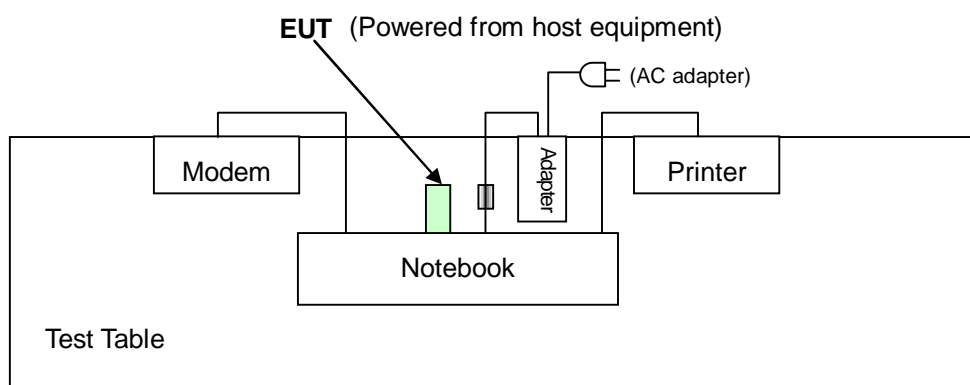 EUT (Powered from host equipment)
(AC adapter)
Modem
Adapter
Printer
Notebook
Test Table